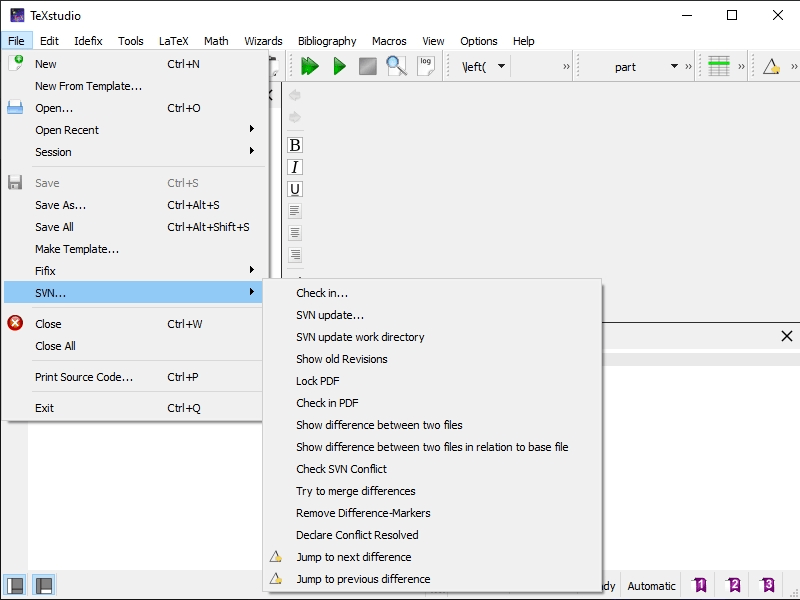 TeXstudio
File Edit Idefix Tools LaTeX Math Wizards Bibliography Macros View Options Help
New Ctrl+N
New From Template...
Open... Ctrl+O
Open Recent
Session
Save Ctrl+S
Save As... Ctrl+Alt+S
Save All Ctrl+Alt+Shift+S
Make Template...
Fifix
SVN...
Close Ctrl+W
Close All
Print Source Code... Ctrl+P
Exit Ctrl+Q
log \left( part
B
I
U
Check in...
SVN update...
SVN update work directory
Show old Revisions
Lock PDF
Check in PDF
Show difference between two files
Show difference between two files in relation to base file
Check SVN Conflict
Try to merge differences
Remove Difference-Markers
Declare Conflict Resolved
Jump to next difference
Jump to previous difference
Automatic 1 2 3